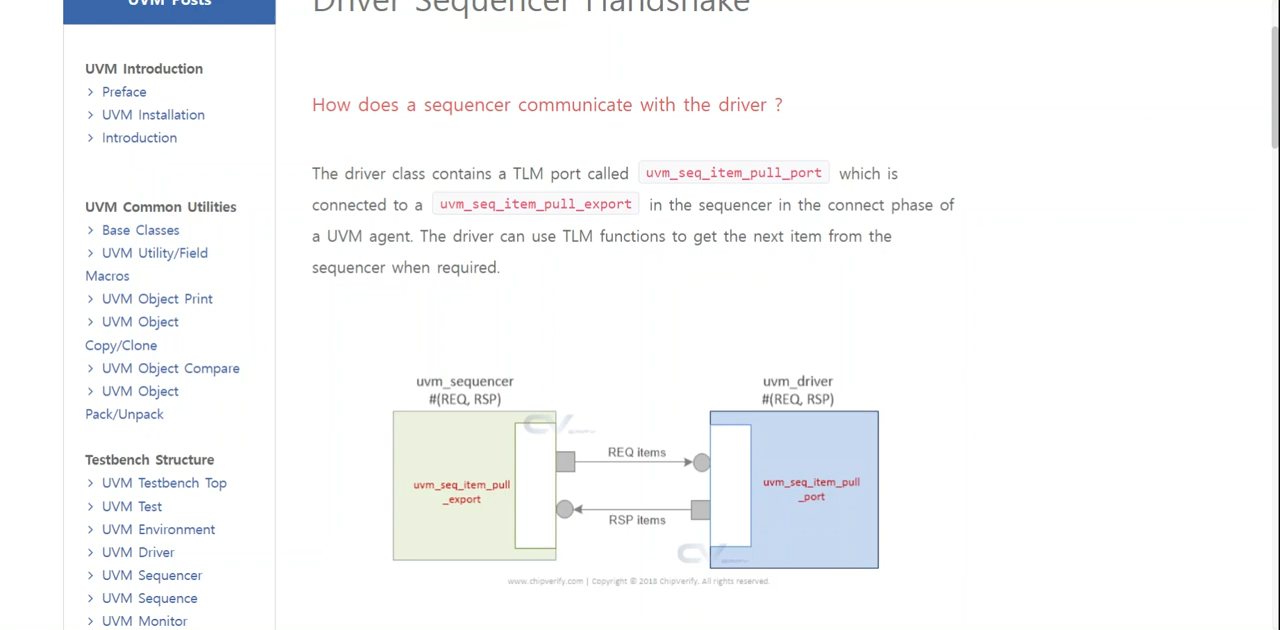 UVM Posts
Driver Sequencer Handshake
UVM Introduction
> Preface
> UVM Installation
> Introduction
UVM Common Utilities
> Base Classes
> UVM Utility/Field
Macros
> UVM Object Print
> UVM Object
Copy/Clone
> UVM Object Compare
> UVM Object
Pack/Unpack
Testbench Structure
> UVM Testbench Top
> UVM Test
> UVM Environment
> UVM Driver
> UVM Sequencer
> UVM Sequence
> UVM Monitor
How does a sequencer communicate with the driver ?
The driver class contains a TLM port called uvm_seq_item_pull_port which is
connected to a uvm_seq_item_pull_export in the sequencer in the connect phase of
a UVM agent. The driver can use TLM functions to get the next item from the
sequencer when required.
uvm_sequencer
#(REQ, RSP)
uvm_driver
#(REQ, RSP)
CV
REQ items
uvm_seq_item_pull
_export
uvm_seq_item_pull
_port
RSP items
CV
www.chipverify.com | Copyright © 2018 Chipverify. All rights reserved.